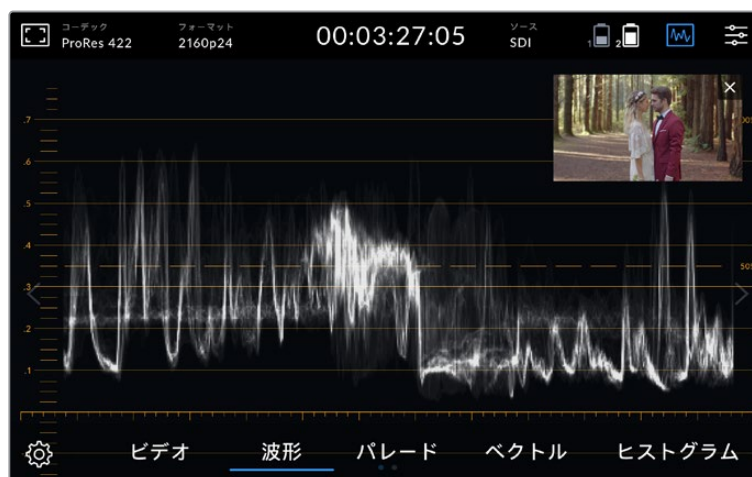 コーデック
ProRes 422
フォーマット
2160p24
00:03:27:05
ソース
SDI
1
2
.7
.6
.5
.4
.3
.2
.1
ビデオ
波形
パレード
ベクトル
ヒストグラム